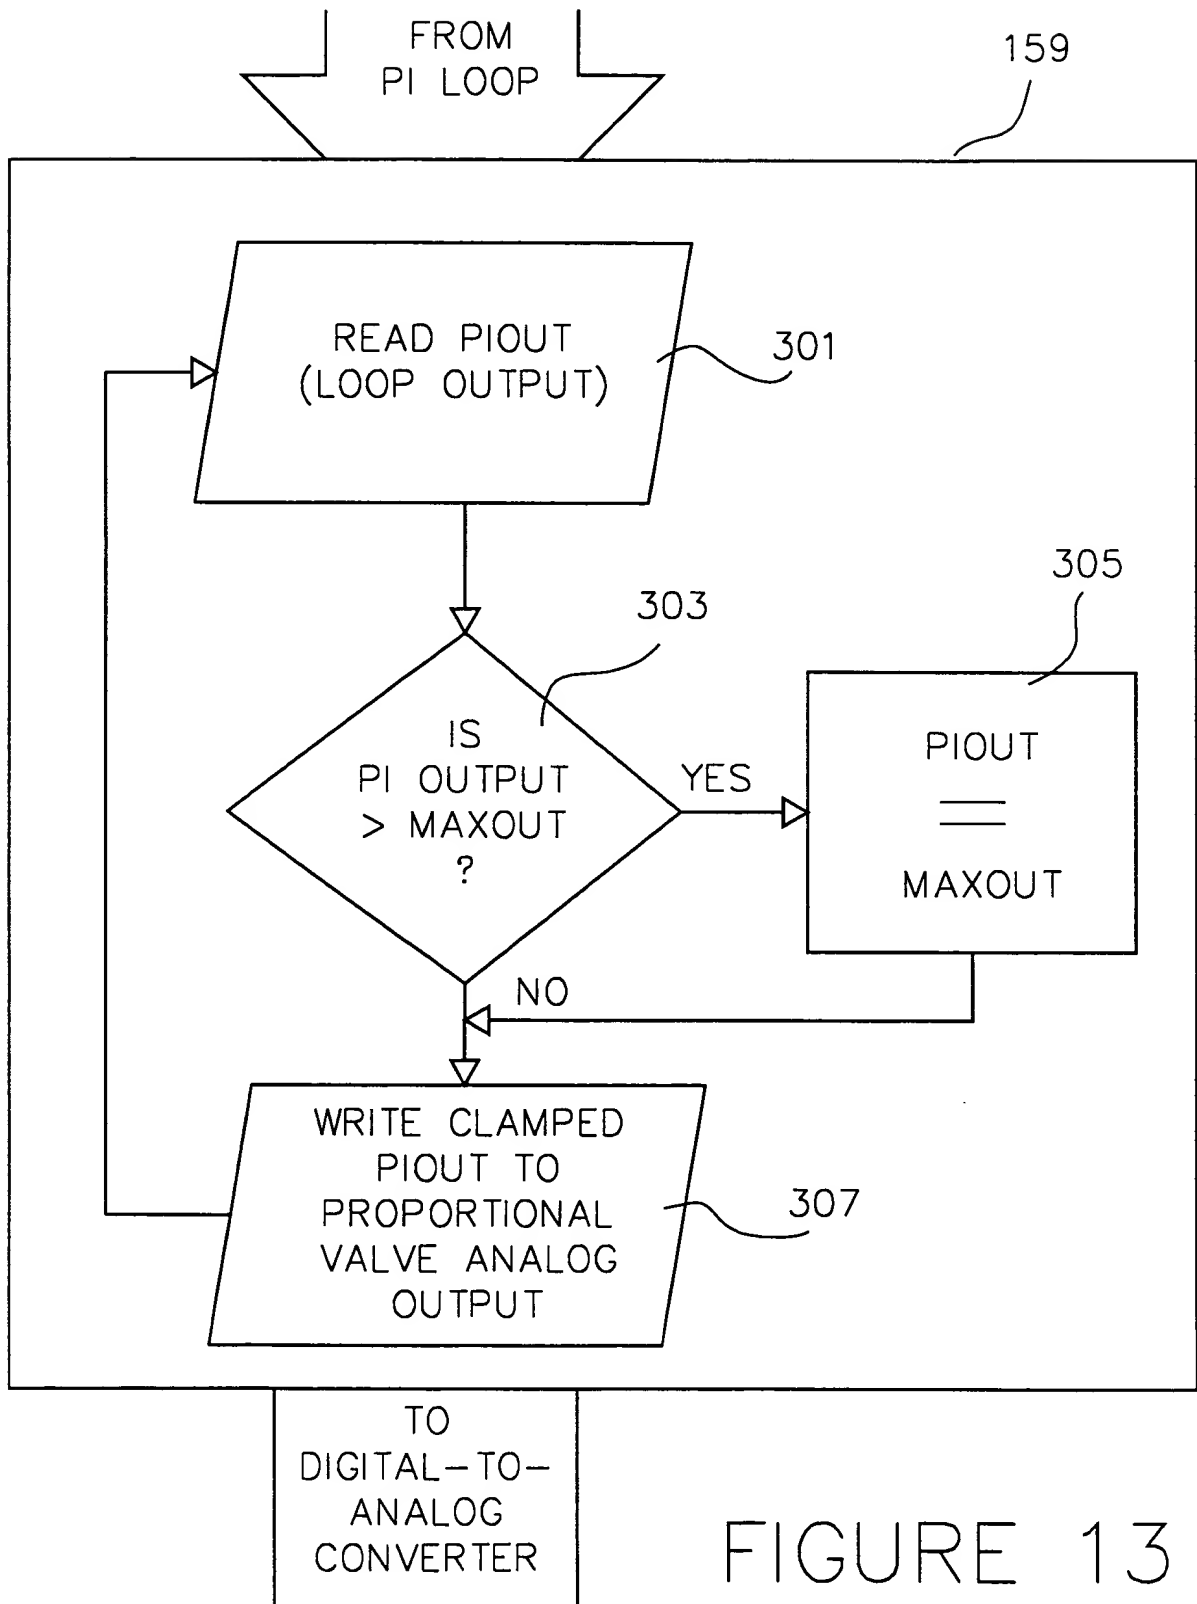 FROM
PI LOOP
159
READ PIOUT
(LOOP OUTPUT)
301
303
305
IS
PI OUTPUT
> MAXOUT
?
YES
PIOUT
=
MAXOUT
NO
WRITE CLAMPED
PIOUT TO
PROPORTIONAL
VALVE ANALOG
OUTPUT
307
TO
DIGITAL-TO-
ANALOG
CONVERTER
FIGURE 13